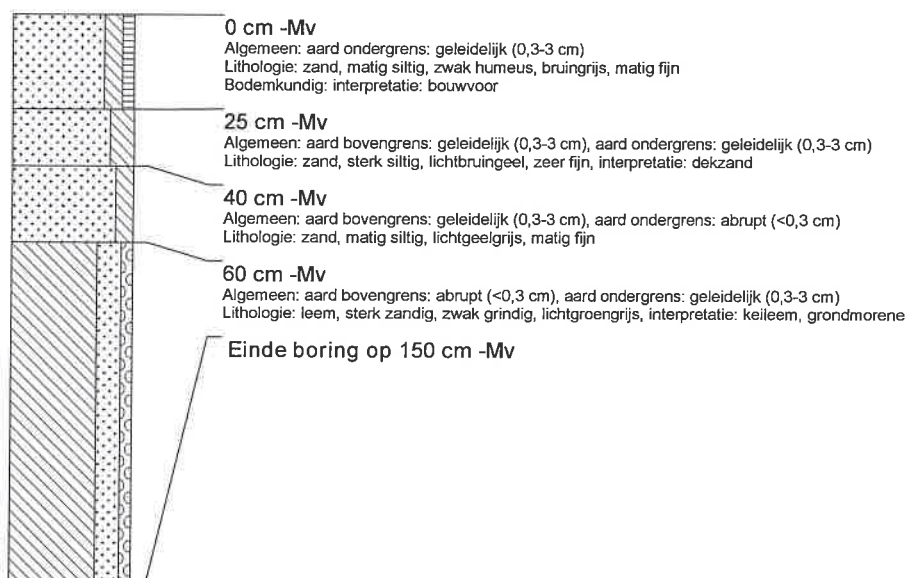 0 cm -Mv
Algemeen: aard ondergrens: geleidelijk (0,3-3 cm)
Lithologie: zand, matig siltig, zwak humeus, bruingrijs, matig fijn
Bodemkundig: interpretatie: bouwvoor
25 cm -Mv
Algemeen: aard bovengrens: geleidelijk (0,3-3 cm), aard ondergrens: geleidelijk (0,3-3 cm)
Lithologie: zand, sterk siltig, lichtbruingeel, zeer fijn, interpretatie: dekzand
40 cm -Mv
Algemeen: aard bovengrens: geleidelijk (0,3-3 cm), aard ondergrens: abrupt (<0,3 cm)
Lithologie: zand, matig siltig, lichtgeelgrijs, matig fijn
60 cm -Mv
Algemeen: aard bovengrens: abrupt (<0,3 cm), aard ondergrens: geleidelijk (0,3-3 cm)
Lithologie: leem, sterk zandig, zwak grindig, lichtgroengrijs, interpretatie: keileem, grondmorene
Einde boring op 150 cm -Mv